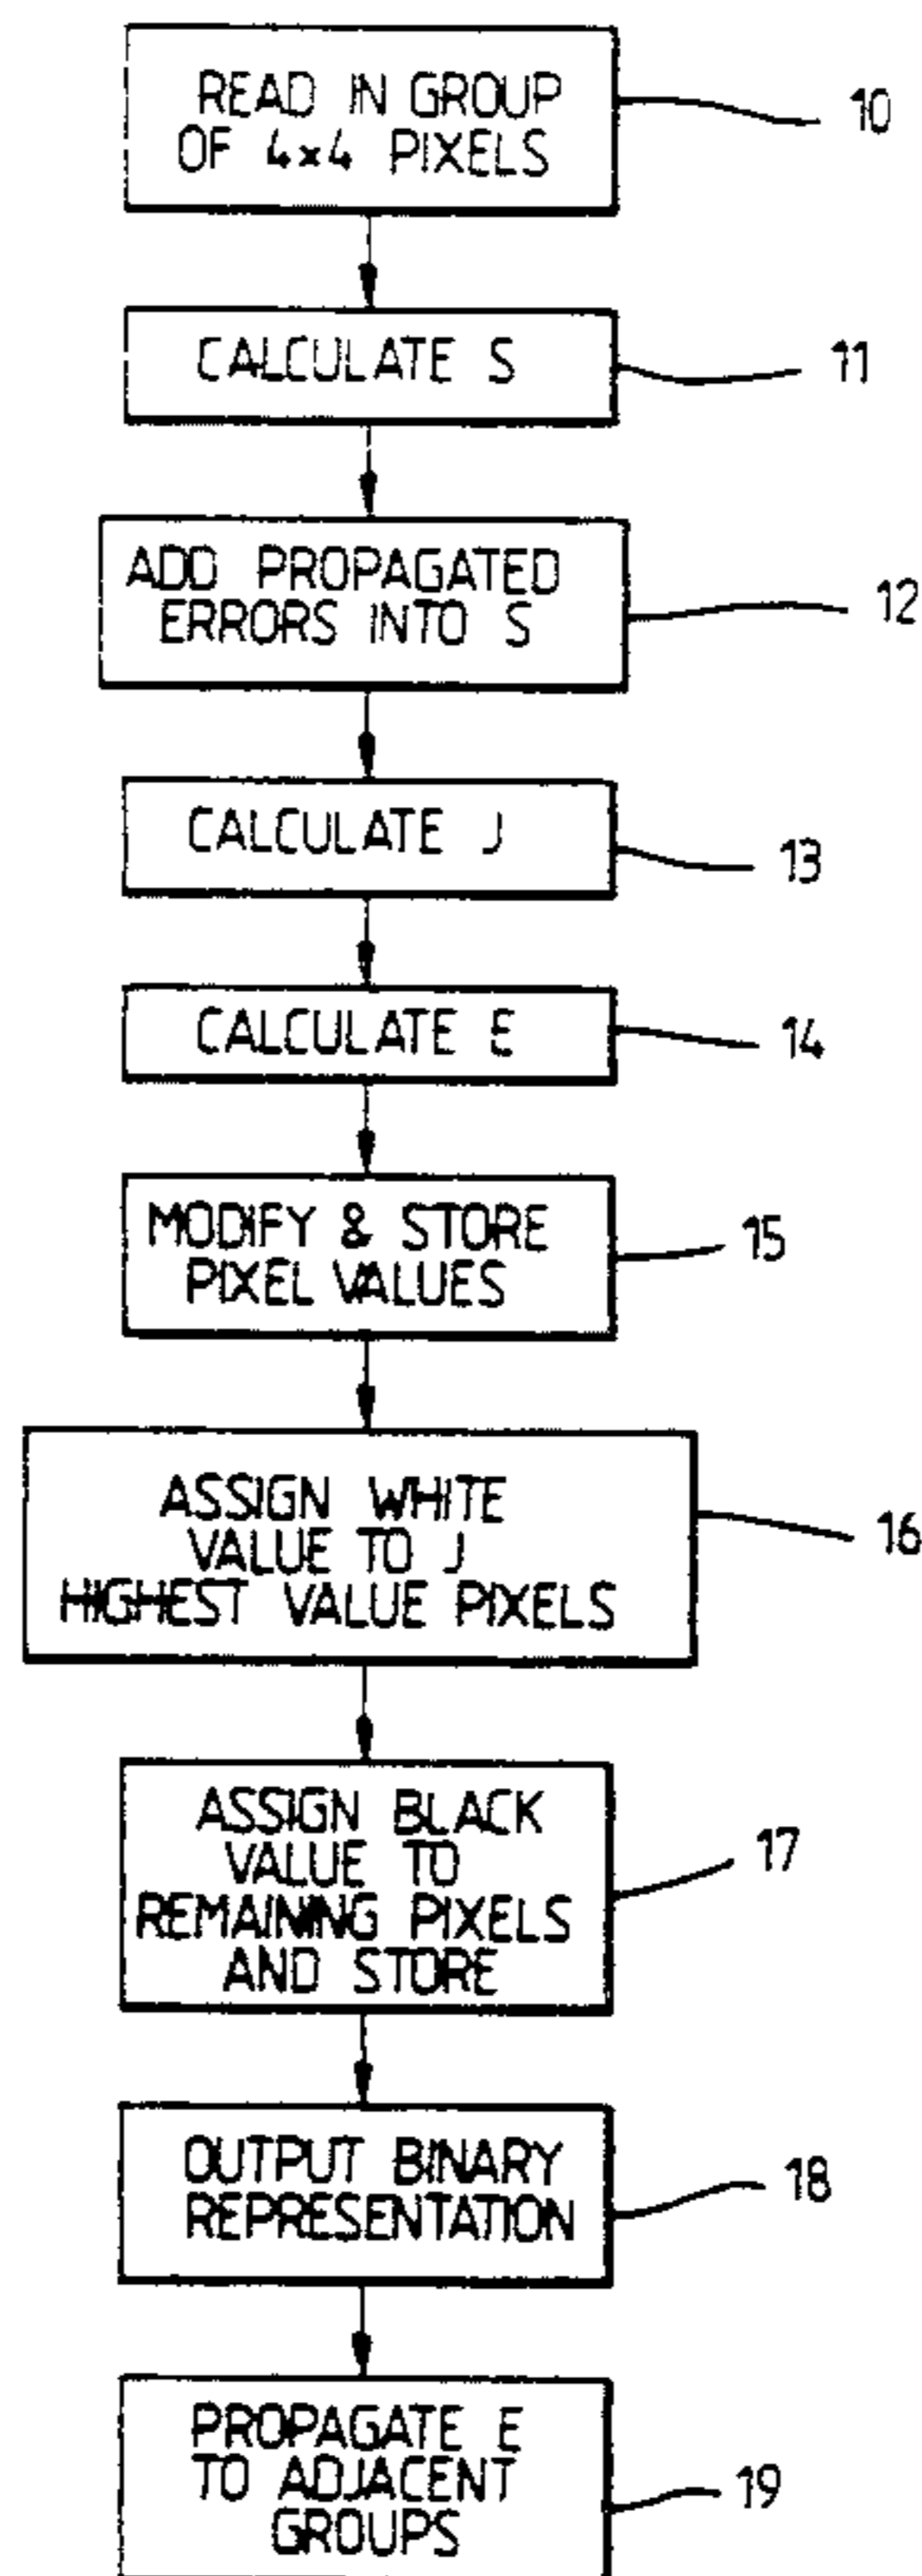 READ IN GROUP
OF 4x4 PIXELS
10
CALCULATE S
11
ADD PROPAGATED
ERRORS INTO S
12
CALCULATE J
13
CALCULATE E
14
MODIFY & STORE
PIXEL VALUES
15
ASSIGN WHITE
VALUE TO J
HIGHEST VALUE PIXELS
16
ASSIGN BLACK
VALUE TO
REMAINING PIXELS
AND STORE
17
OUTPUT BINARY
REPRESENTATION
18
PROPAGATE E
TO ADJACENT
GROUPS
19